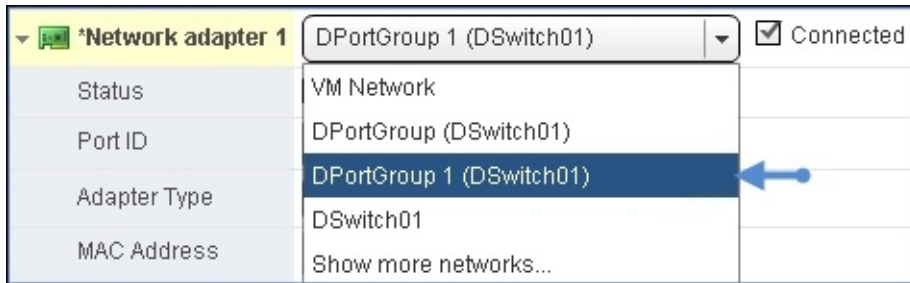 *Network adapter 1 DPortGroup 1 (DSwitch01) Connected
Status VM Network
Port ID DPortGroup (DSwitch01)
DPortGroup 1 (DSwitch01)
Adapter Type
DSwitch01
MAC Address
Show more networks...